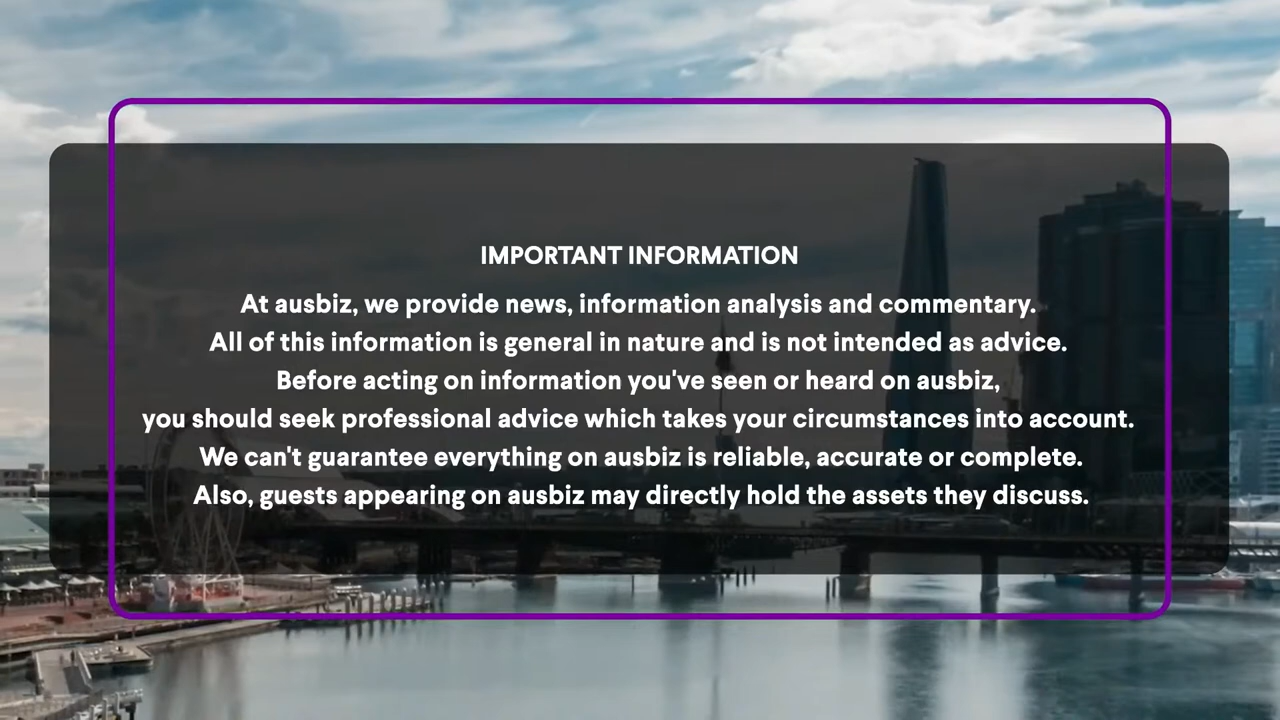 IMPORTANT INFORMATION
At ausbiz, we provide news, information analysis and commentary.
All of this information is general in nature and is not intended as advice.
Before acting on information you've seen or heard on ausbiz,
you should seek professional advice which takes your circumstances into account.
We can't guarantee everything on ausbiz is reliable, accurate or complete.
Also, guests appearing on ausbiz may directly hold the assets they discuss.